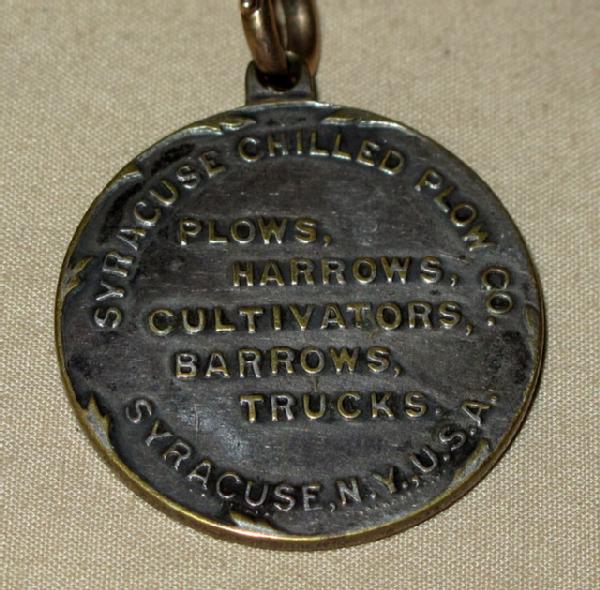 SYRACUSE CHILLED PLOW CO.
PLOWS,
HARROWS,
CULTIVATORS,
BARROWS,
TRUCKS.
SYRACUSE, N.Y., U.S.A.